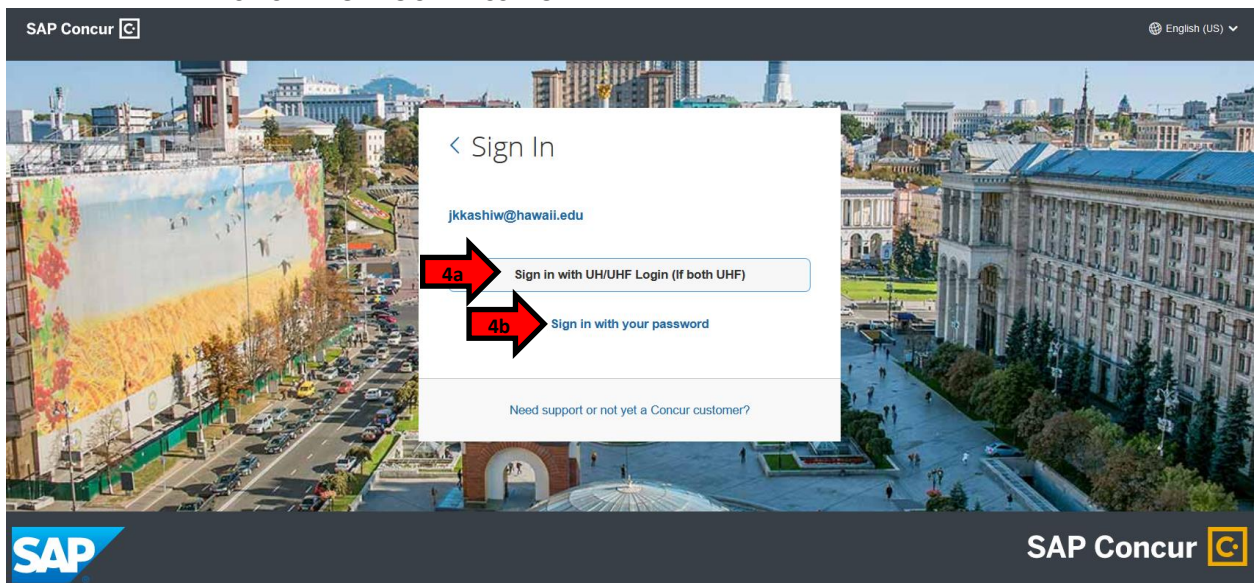 SAP Concur C
English (US)
Sign In
jkkashiw@hawaii.edu
4a Sign in with UH/UHF Login (If both UHF)
4b Sign in with your password
Need support or not yet a Concur customer?
SAP
SAP Concur C